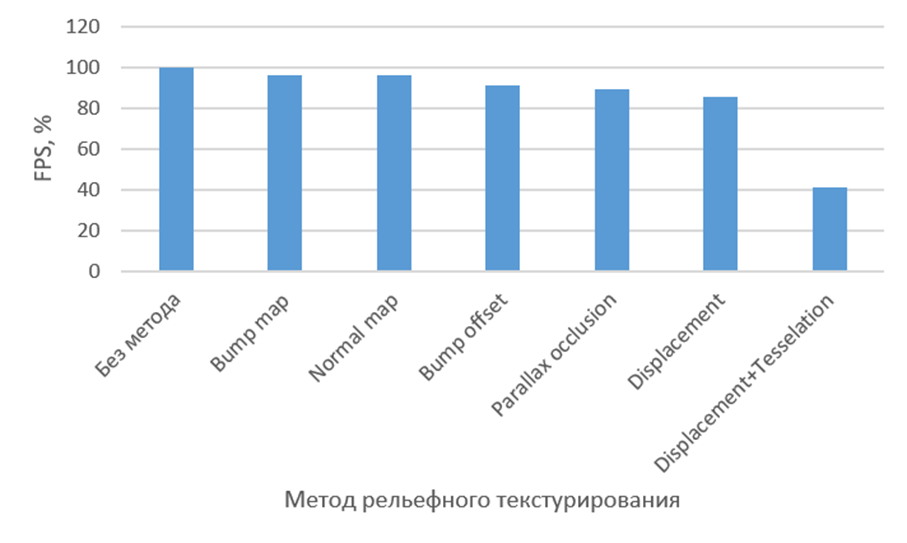 120
100
80
60
40
20
0
FPS, %
Без метода
Bump map
Normal map
Bump offset
Parallax occlusion
Displacement
Displacement+Tesselation
Метод рельефного текстурирования